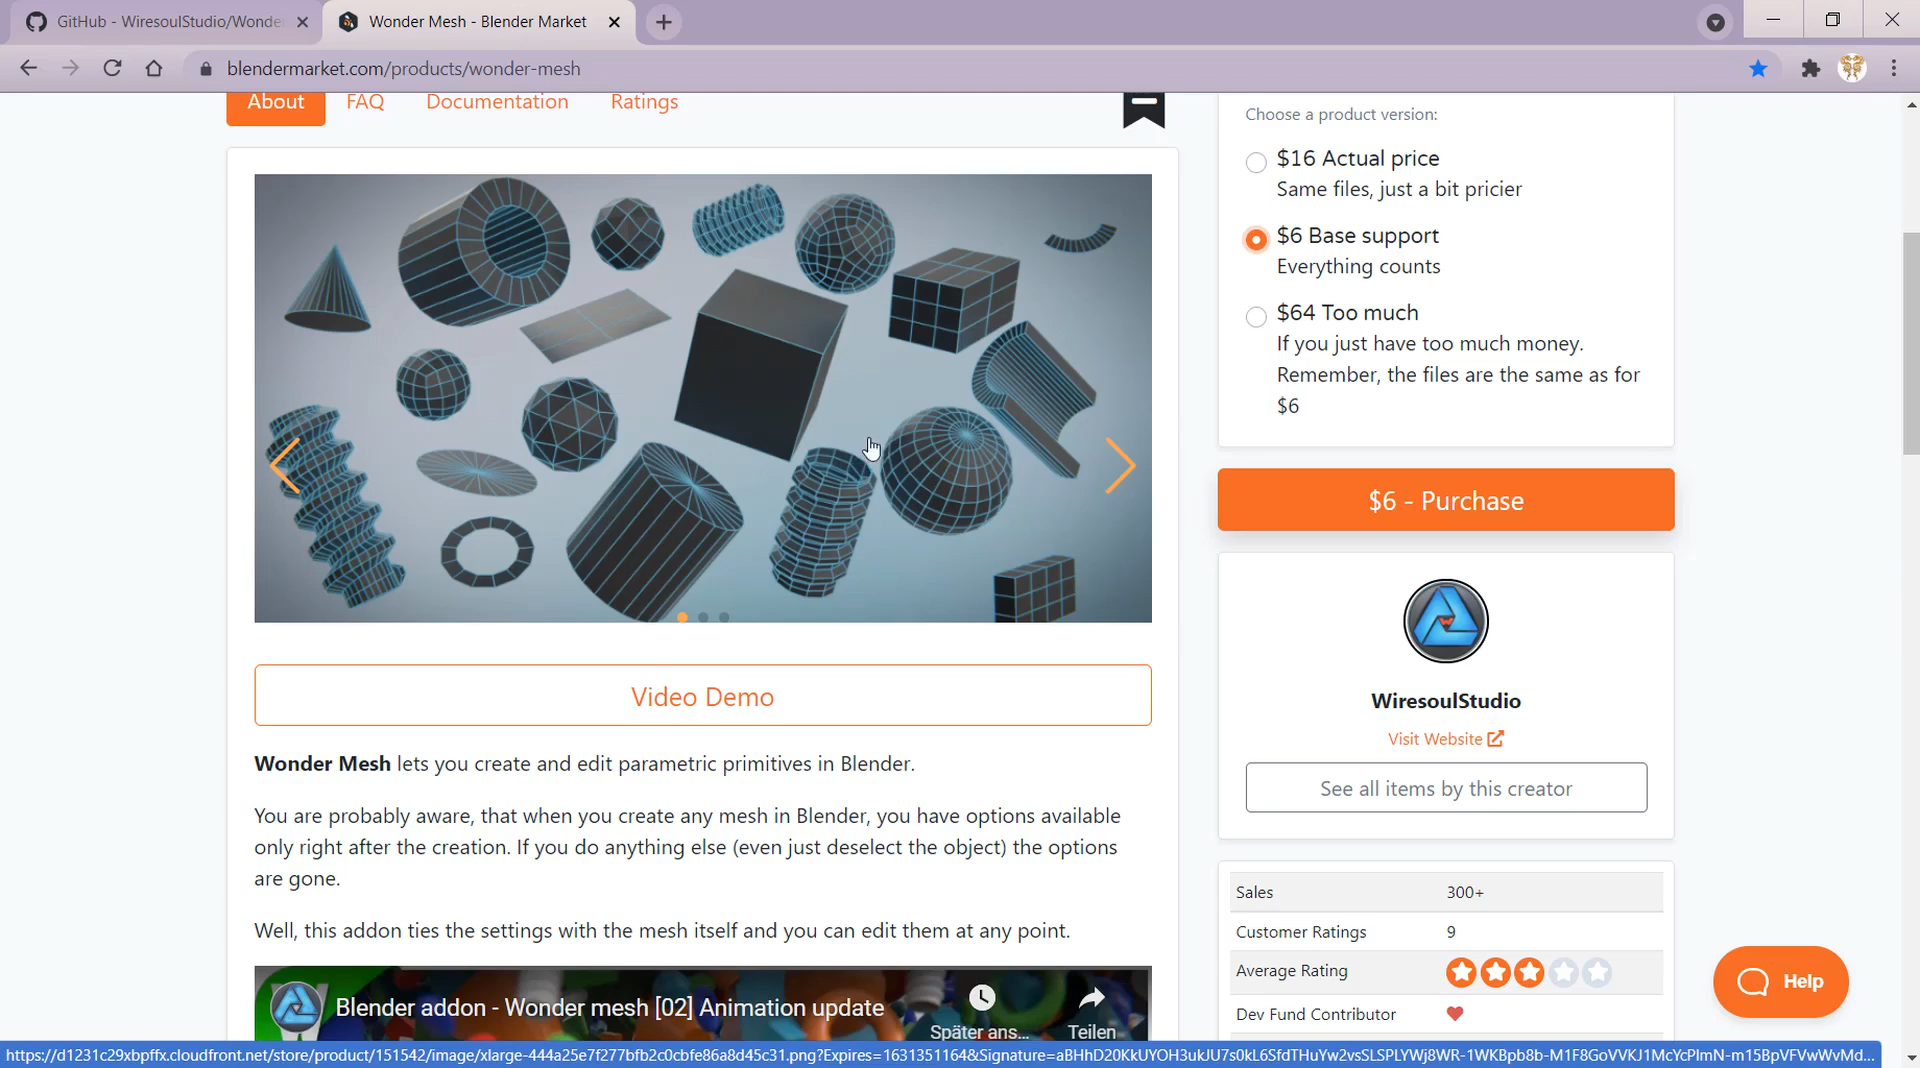 GitHub - WiresoulStudio/Wonde
Wonder Mesh - Blender Market
blendermarket.com/products/wonder-mesh
About
FAQ
Documentation
Ratings
Video Demo
Wonder Mesh lets you create and edit parametric primitives in Blender.
You are probably aware, that when you create any mesh in Blender, you have options available
only right after the creation. If you do anything else (even just deselect the object) the options
are gone.
Well, this addon ties the settings with the mesh itself and you can edit them at any point.
Blender addon - Wonder mesh [02] Animation update
Später ans...
Teilen
Choose a product version:
$16 Actual price
Same files, just a bit pricier
$6 Base support
Everything counts
$64 Too much
If you just have too much money.
Remember, the files are the same as for
$6
$6 - Purchase
WiresoulStudio
Visit Website
See all items by this creator
Sales 300+
Customer Ratings 9
Average Rating
Dev Fund Contributor
Help
https://d1231c29xbpffx.cloudfront.net/store/product/151542/image/xlarge-444a25e7f277bfb2c0cbfe86a8d45c31.png?Expires=1631351164&Signature=aBHhD20KkUYOH3ukJU7s0kL6SfdTHuYw2vsSLSPLYWj8WR-1WKBpb8b-M1F8GoVVKJ1McYcPImN-m15BpVFVwWvMd...